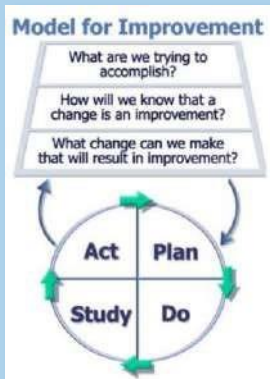 Model for Improvement
What are we trying to
accomplish?
How will we know that a
change is an improvement?
What change can we make
that will result in improvement?
Act Plan
Study Do